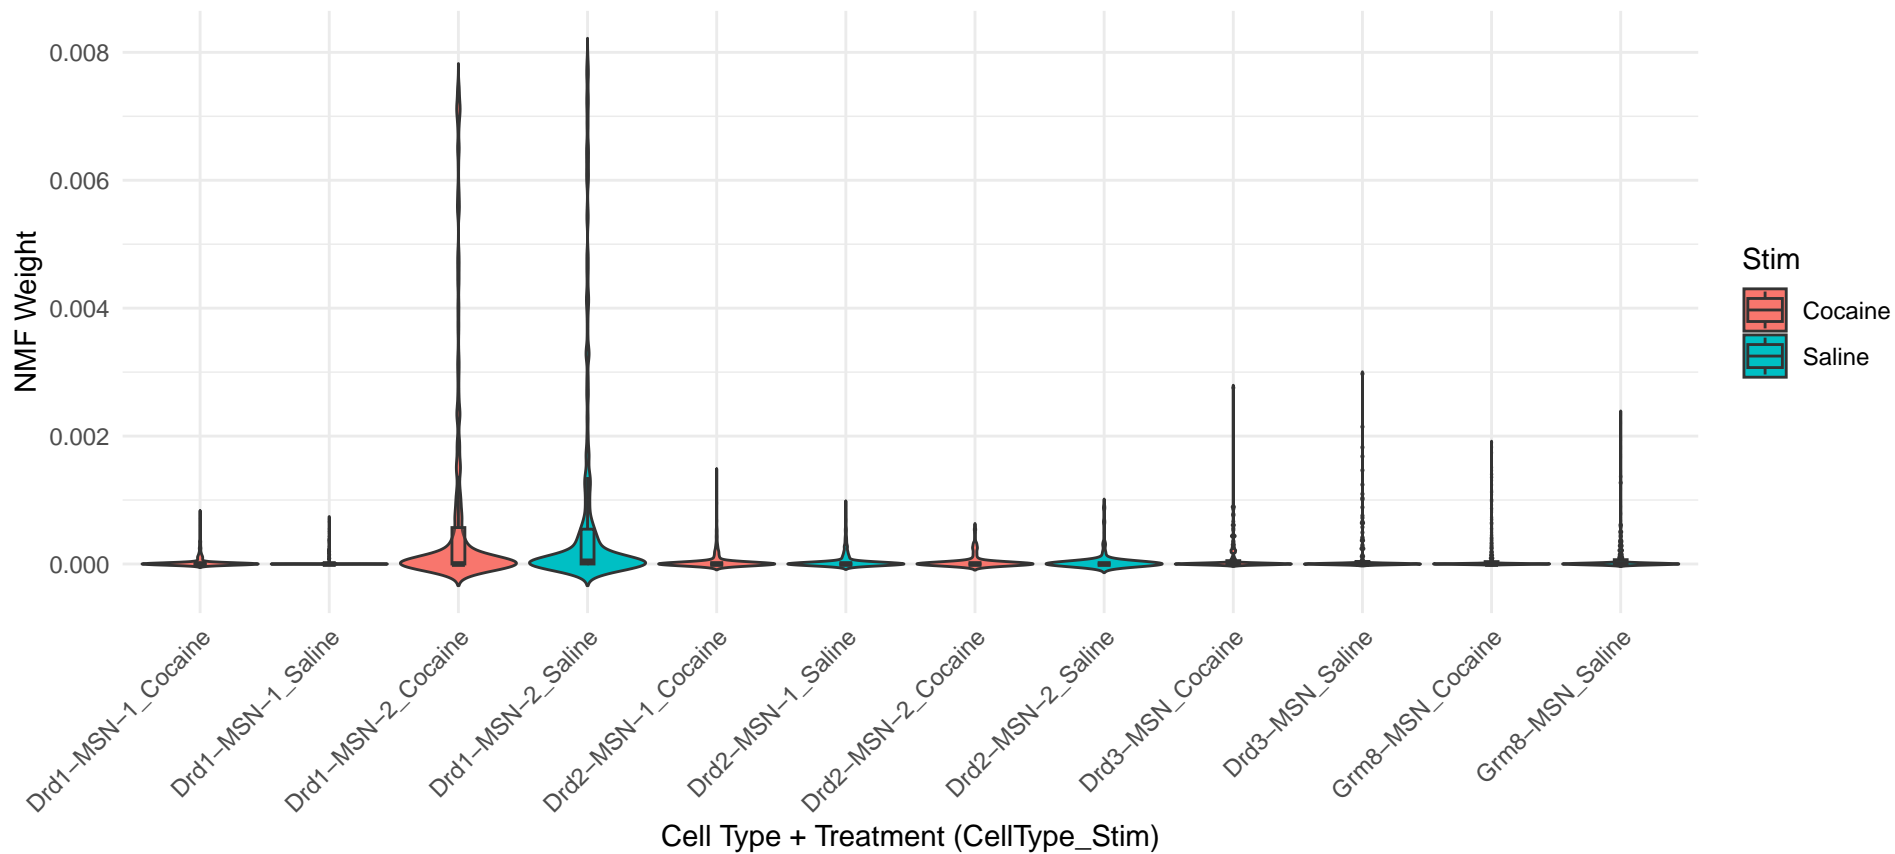 0.008
0.006
0.004
0.002
0.000
NMF Weight
Drd1−MSN−1_Cocaine
Drd1−MSN−1_Saline
Drd1−MSN−2_Cocaine
Drd1−MSN−2_Saline
Drd2−MSN−1_Cocaine
Drd2−MSN−1_Saline
Drd2−MSN−2_Cocaine
Drd2−MSN−2_Saline
Drd3−MSN_Cocaine
Drd3−MSN_Saline
Grm8−MSN_Cocaine
Grm8−MSN_Saline
Cell Type + Treatment (CellType_Stim)
Stim
Cocaine
Saline